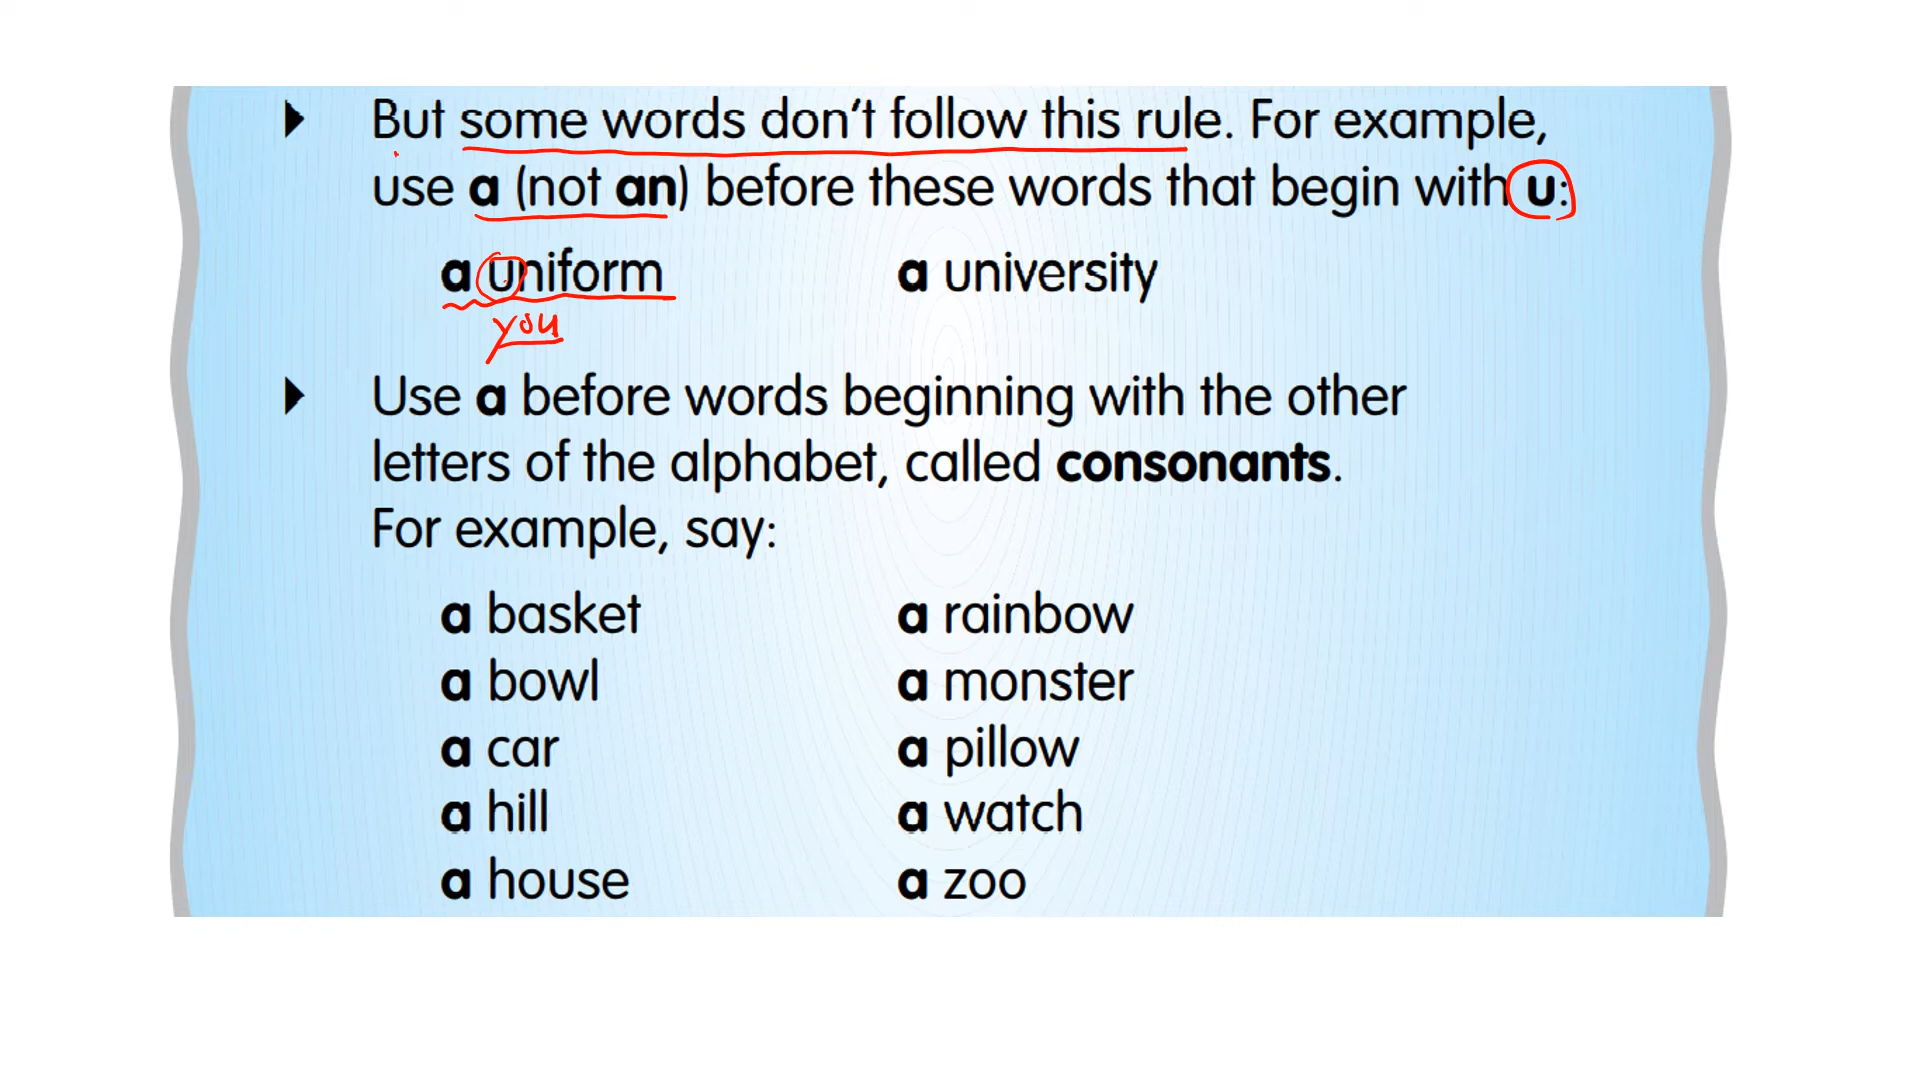 But some words don't follow this rule. For example,
use a (not an) before these words that begin with u:
a uniform a university
you
Use a before words beginning with the other
letters of the alphabet, called consonants.
For example, say:
a basket a rainbow
a bowl a monster
a car a pillow
a hill a watch
a house a zoo